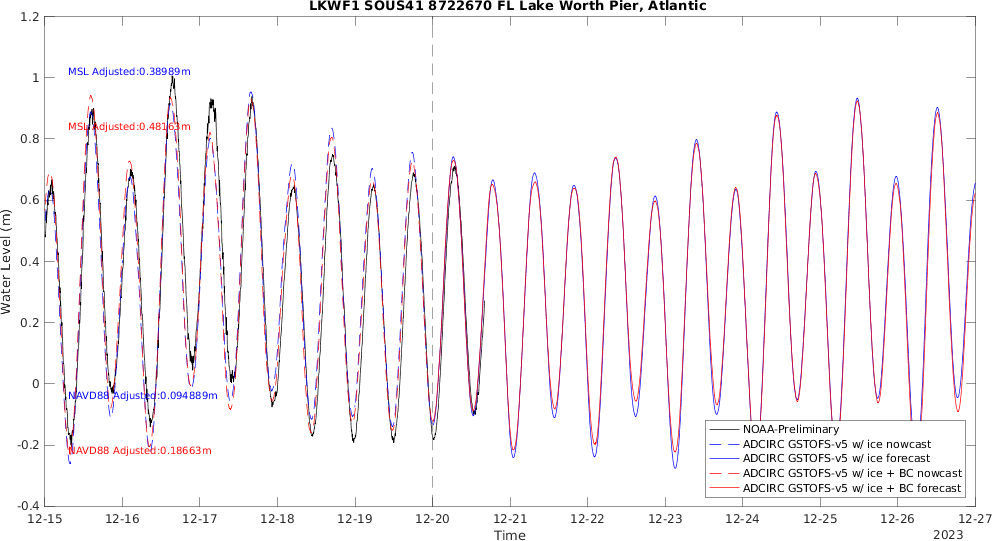 LKWF1 SOUS41 8722670 FL Lake Worth Pier, Atlantic
1.2
1
0.8
0.6
0.4
0.2
0
-0.2
-0.4
Water Level (m)
MSL Adjusted:0.38989m
MSL Adjusted:0.48163m
NAVD88 Adjusted:0.094889m
NAVD88 Adjusted:0.18663m
NOAA-Preliminary
ADCIRC GSTOFS-v5 w/ ice nowcast
ADCIRC GSTOFS-v5 w/ ice forecast
ADCIRC GSTOFS-v5 w/ ice + BC nowcast
ADCIRC GSTOFS-v5 w/ ice + BC forecast
12-15 12-16 12-17 12-18 12-19 12-20 12-21 12-22 12-23 12-24 12-25 12-26 12-27
Time
2023